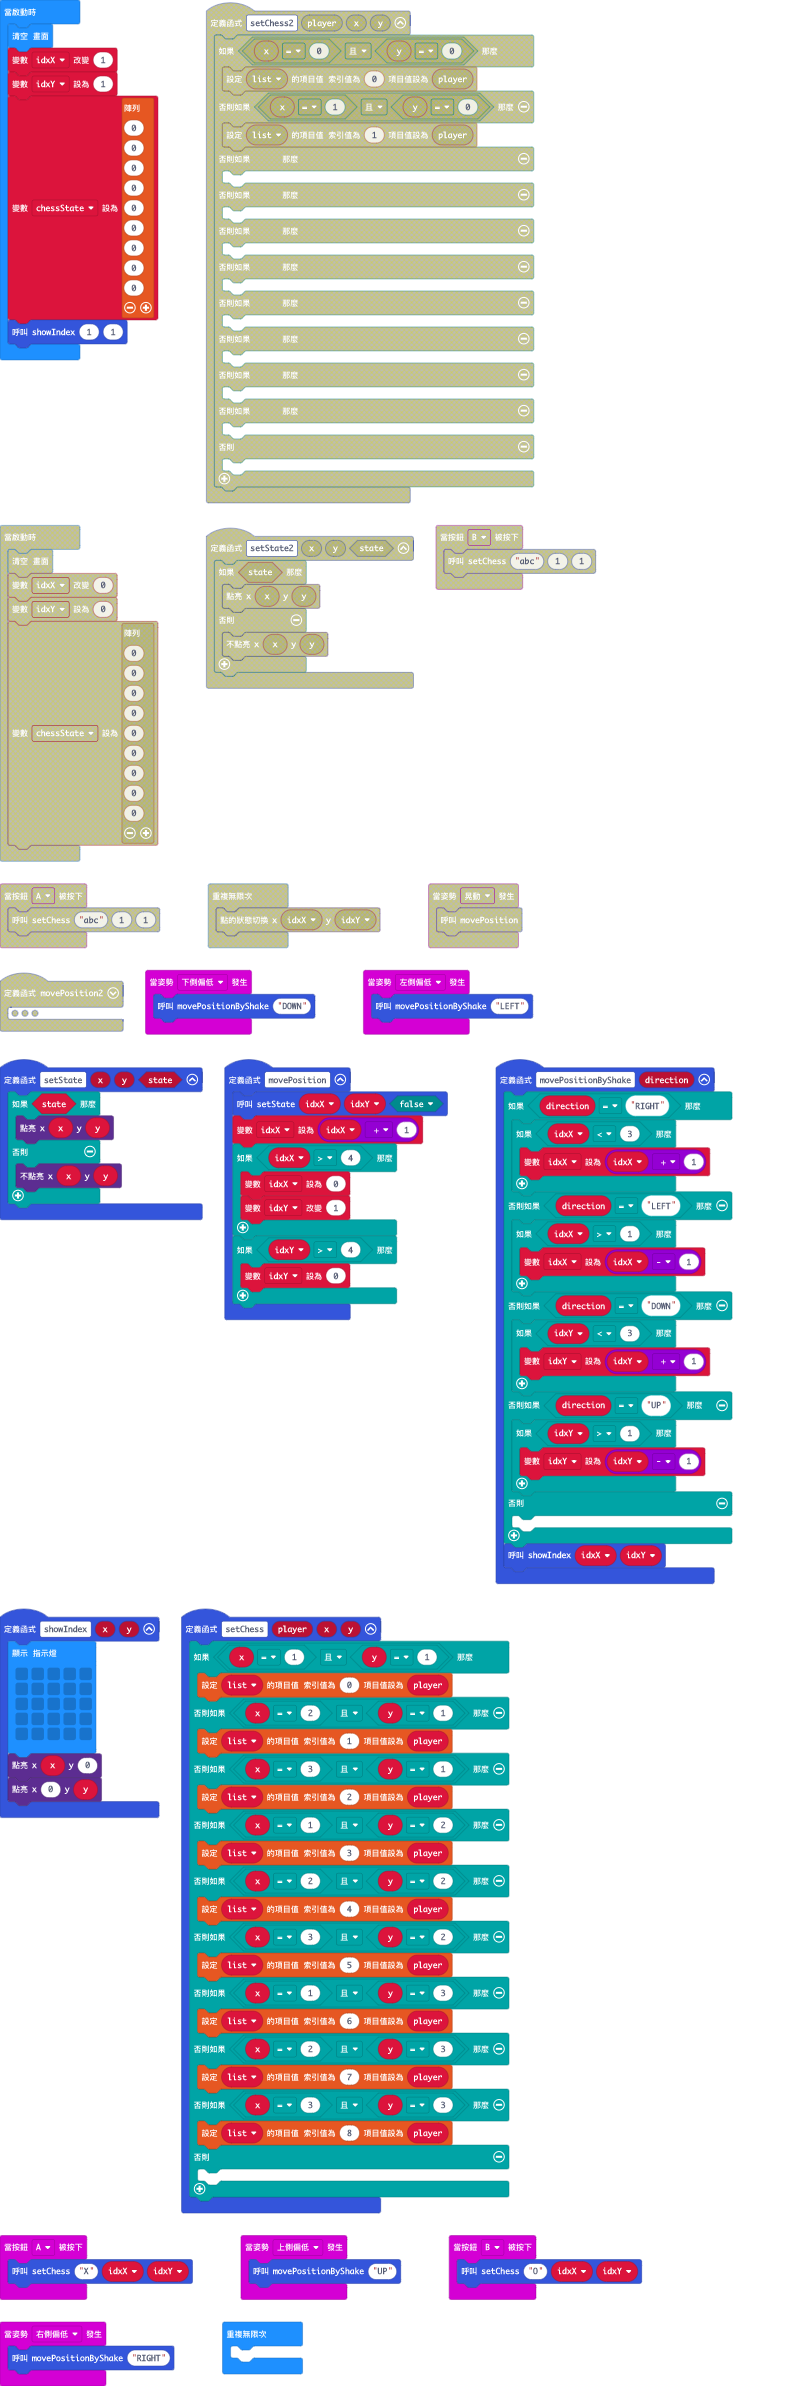 當啟動時
清空 畫面
變數 idxX 改變 1
變數 idxY 設為 1
變數 chessState 設為 陣列
0
0
0
0
0
0
0
0
0
呼叫 showIndex 1 1
定義函式 setChess2 player x y
如果 x = 0 且 y = 0 那麼
設定 list 的項目值 索引值為 0 項目值設為 player
否則如果 x = 1 且 y = 0 那麼
設定 list 的項目值 索引值為 1 項目值設為 player
否則如果 那麼
否則如果 那麼
否則如果 那麼
否則如果 那麼
否則如果 那麼
否則如果 那麼
否則如果 那麼
否則如果 那麼
否則
當啟動時
清空 畫面
變數 idxX 改變 0
變數 idxY 設為 0
變數 chessState 設為 陣列
0
0
0
0
0
0
0
0
0
定義函式 setState2 x y state
如果 state 那麼
點亮 x x y y
否則
不點亮 x x y y
當按鈕 B 被按下
呼叫 setChess "abc" 1 1
當按鈕 A 被按下
呼叫 setChess "abc" 1 1
重複無限次
點的狀態切換 x idxX y idxY
當姿勢 晃動 發生
呼叫 movePosition
定義函式 movePosition2
當姿勢 下側偏低 發生
呼叫 movePositionByShake "DOWN"
當姿勢 左側偏低 發生
呼叫 movePositionByShake "LEFT"
定義函式 setState x y state
如果 state 那麼
點亮 x x y y
否則
不點亮 x x y y
定義函式 movePosition
呼叫 setState idxX idxY false
變數 idxX 設為 idxX + 1
如果 idxX > 4 那麼
變數 idxX 設為 0
變數 idxY 改變 1
如果 idxY > 4 那麼
變數 idxY 設為 0
定義函式 movePositionByShake direction
如果 direction = "RIGHT" 那麼
如果 idxX < 3 那麼
變數 idxX 設為 idxX + 1
否則如果 direction = "LEFT" 那麼
如果 idxX > 1 那麼
變數 idxX 設為 idxX - 1
否則如果 direction = "DOWN" 那麼
如果 idxY < 3 那麼
變數 idxY 設為 idxY + 1
否則如果 direction = "UP" 那麼
如果 idxY > 1 那麼
變數 idxY 設為 idxY - 1
否則
呼叫 showIndex idxX idxY
定義函式 showIndex x y
顯示 指示燈
點亮 x x y 0
點亮 x 0 y y
定義函式 setChess player x y
如果 x = 1 且 y = 1 那麼
設定 list 的項目值 索引值為 0 項目值設為 player
否則如果 x = 2 且 y = 1 那麼
設定 list 的項目值 索引值為 1 項目值設為 player
否則如果 x = 3 且 y = 1 那麼
設定 list 的項目值 索引值為 2 項目值設為 player
否則如果 x = 1 且 y = 2 那麼
設定 list 的項目值 索引值為 3 項目值設為 player
否則如果 x = 2 且 y = 2 那麼
設定 list 的項目值 索引值為 4 項目值設為 player
否則如果 x = 3 且 y = 2 那麼
設定 list 的項目值 索引值為 5 項目值設為 player
否則如果 x = 1 且 y = 3 那麼
設定 list 的項目值 索引值為 6 項目值設為 player
否則如果 x = 2 且 y = 3 那麼
設定 list 的項目值 索引值為 7 項目值設為 player
否則如果 x = 3 且 y = 3 那麼
設定 list 的項目值 索引值為 8 項目值設為 player
否則
當按鈕 A 被按下
呼叫 setChess "X" idxX idxY
當姿勢 上側偏低 發生
呼叫 movePositionByShake "UP"
當按鈕 B 被按下
呼叫 setChess "O" idxX idxY
當姿勢 右側偏低 發生
呼叫 movePositionByShake "RIGHT"
重複無限次